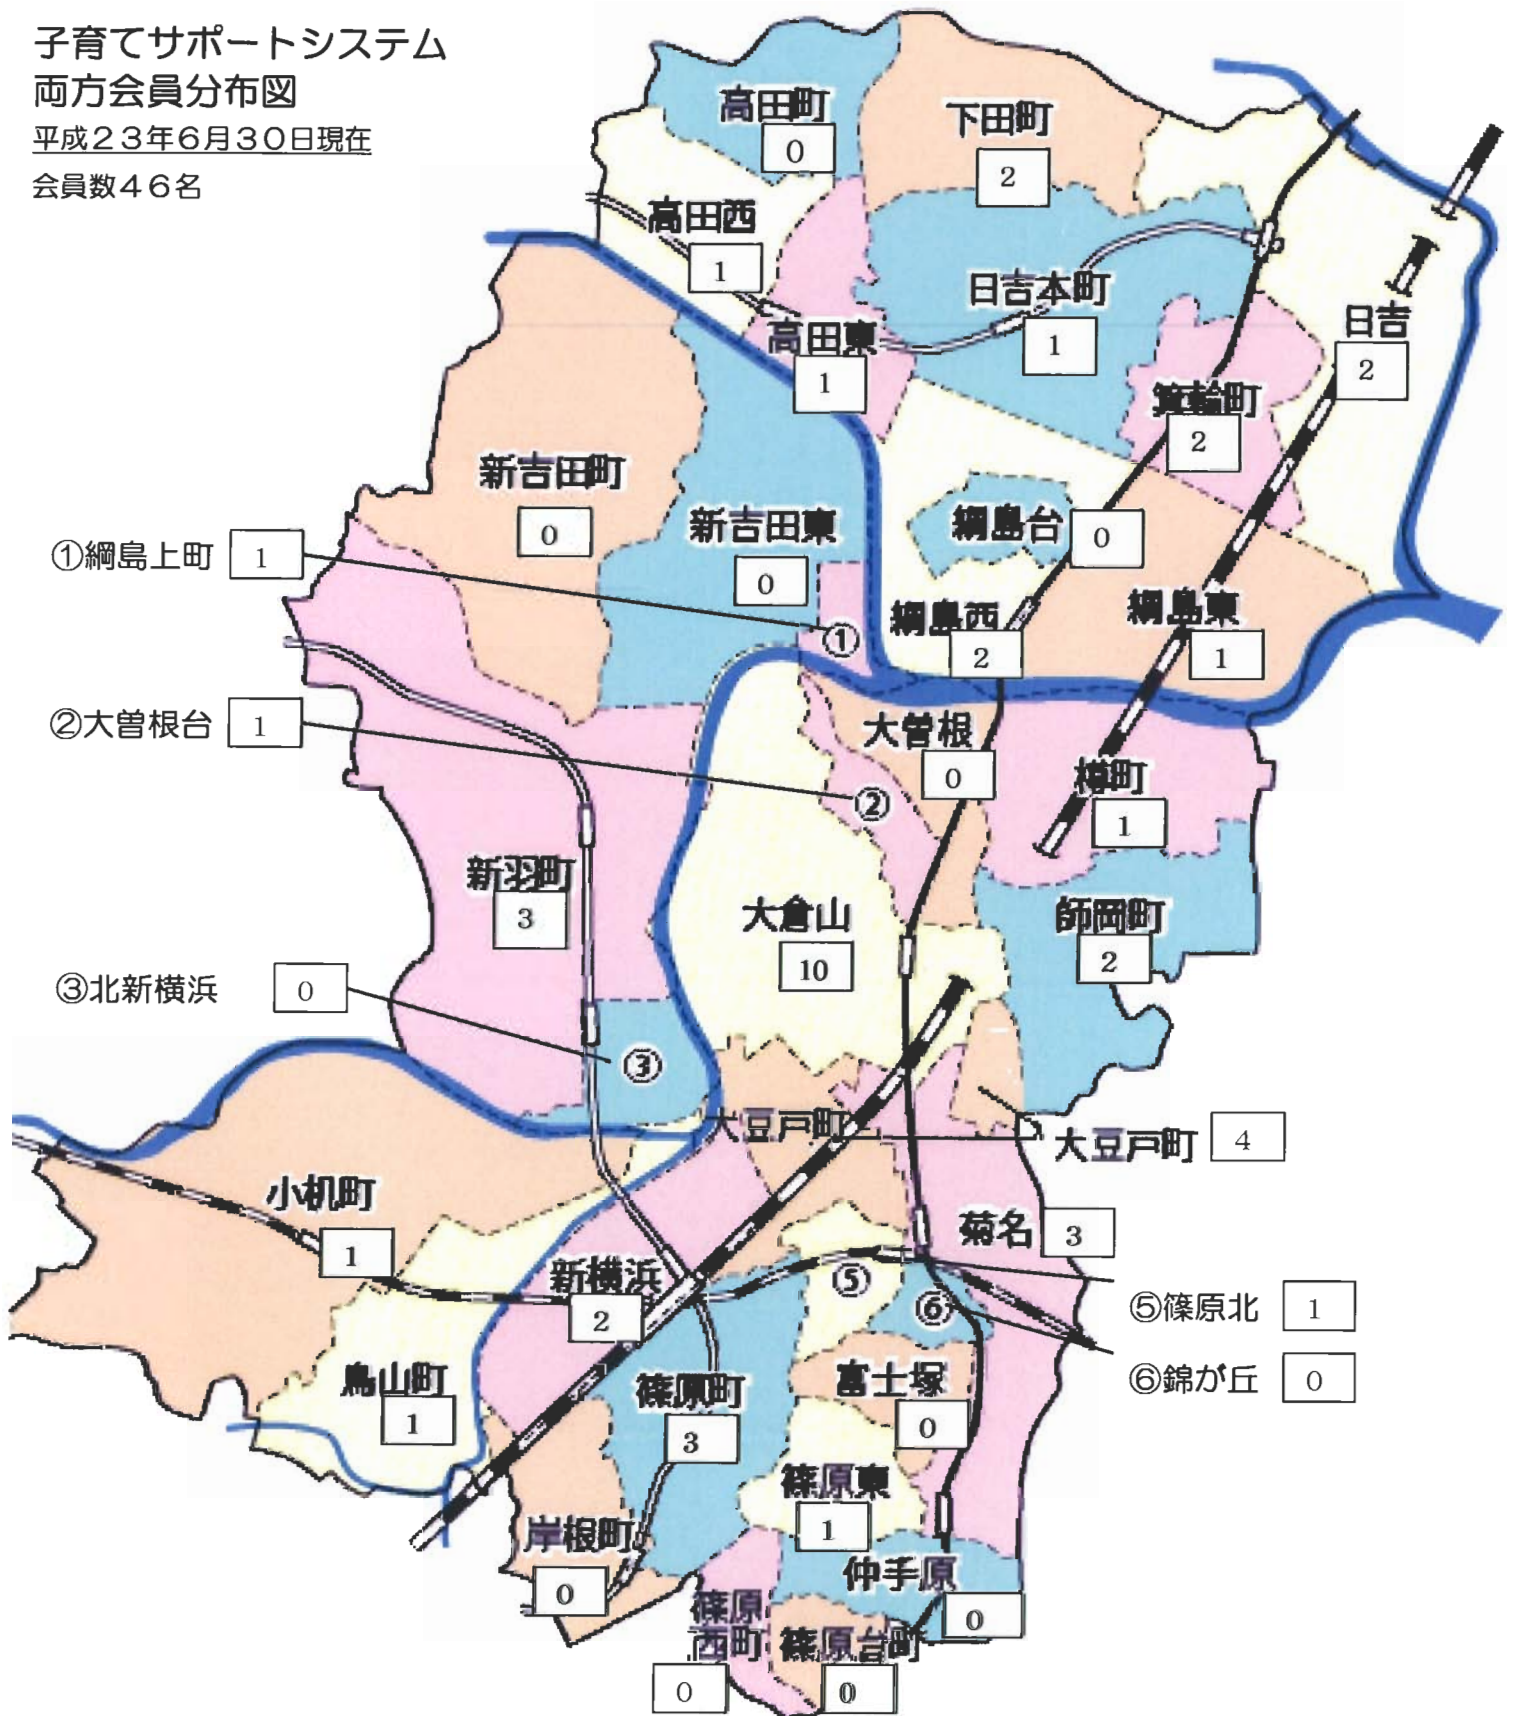 子育てサポートシステム
両方会員分布図
平成23年6月30日現在
会員数46名
高田町
0
下田町
2
高田西
1
日吉本町
1
高田東
1
日吉
2
箕輪町
2
新吉田町
0
新吉田東
0
綱島台
0
①綱島上町 1
①
綱島西
2
綱島東
1
②大曽根台 1
②
大曽根
0
樽町
1
新羽町
3
大倉山
10
師岡町
2
③北新横浜 0
③
大豆戸町
大豆戸町 4
小机町
1
菊名 3
新横浜
2
⑤
⑥
⑤篠原北 1
⑥錦が丘 0
鳥山町
1
篠原町
3
富士塚
0
篠原東
1
岸根町
0
仲手原
0
篠原
西町
0
篠原台町
0